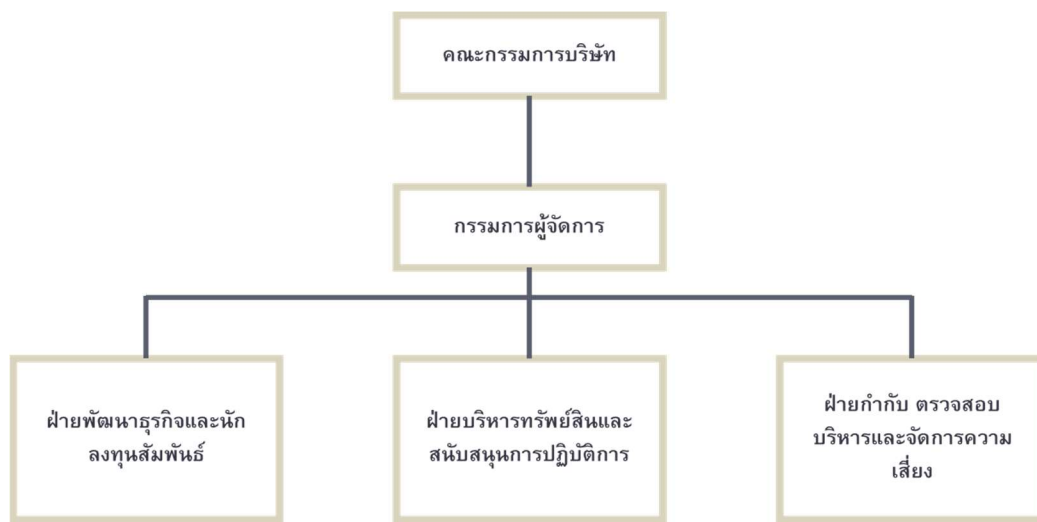 คณะกรรมการบริษัท
กรรมการผู้จัดการ
ฝ่ายพัฒนาธุรกิจและนัก
ลงทุนสัมพันธ์
ฝ่ายบริหารทรัพย์สินและ
สนับสนุนการปฏิบัติการ
ฝ่ายกำกับ ตรวจสอบ
บริหารและจัดการความ
เสี่ยง